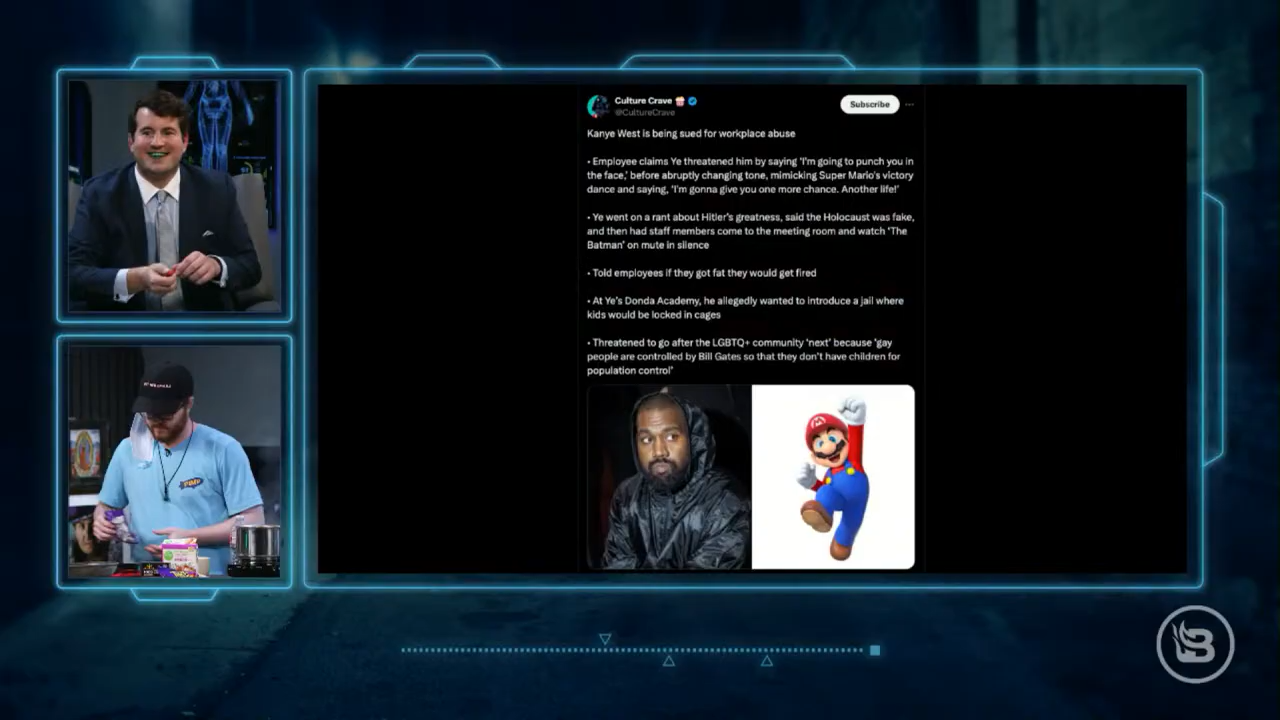 Culture Crave
@CultureCrave
Subscribe
Kanye West is being sued for workplace abuse
• Employee claims Ye threatened him by saying 'I'm going to punch you in
the face,' before abruptly changing tone, mimicking Super Mario's victory
dance and saying, 'I'm gonna give you one more chance. Another life!'
• Ye went on a rant about Hitler's greatness, said the Holocaust was fake,
and then had staff members come to the meeting room and watch 'The
Batman' on mute in silence
• Told employees if they got fat they would get fired
• At Ye's Donda Academy, he allegedly wanted to introduce a jail where
kids would be locked in cages
• Threatened to go after the LGBTQ+ community 'next' because 'gay
people are controlled by Bill Gates so that they don't have children for
population control'
M
B